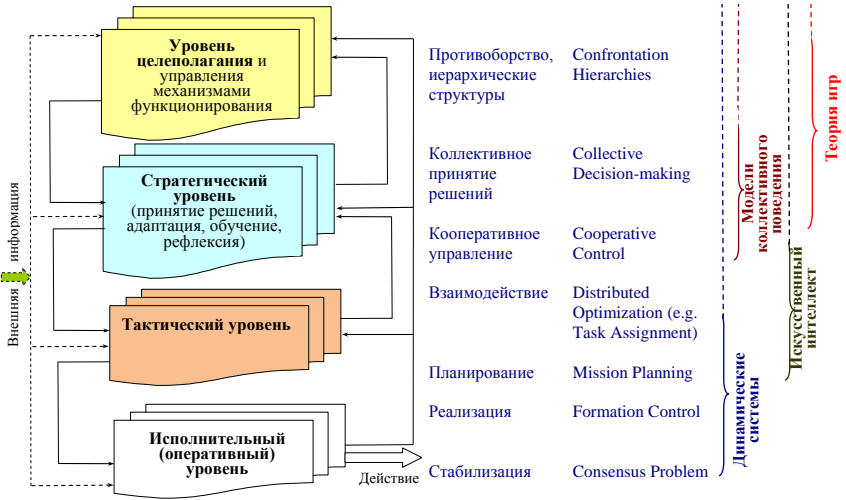 Уровень
целеполагания и
управления
механизмами
функционирования
Стратегический
уровень
(принятие решений,
адаптация, обучение,
рефлексия)
Тактический уровень
Исполнительный
(оперативный)
уровень
Внешняя информация
Действие
Противоборство,
иерархические
структуры
Confrontation
Hierarchies
Коллективное
принятие
решений
Collective
Decision-making
Кооперативное
управление
Cooperative
Control
Взаимодействие
Distributed
Optimization (e.g.
Task Assignment)
Планирование
Mission Planning
Реализация
Formation Control
Стабилизация
Consensus Problem
Динамические
системы
Модели
коллективного
поведения
Искусственный
интеллект
Теория игр